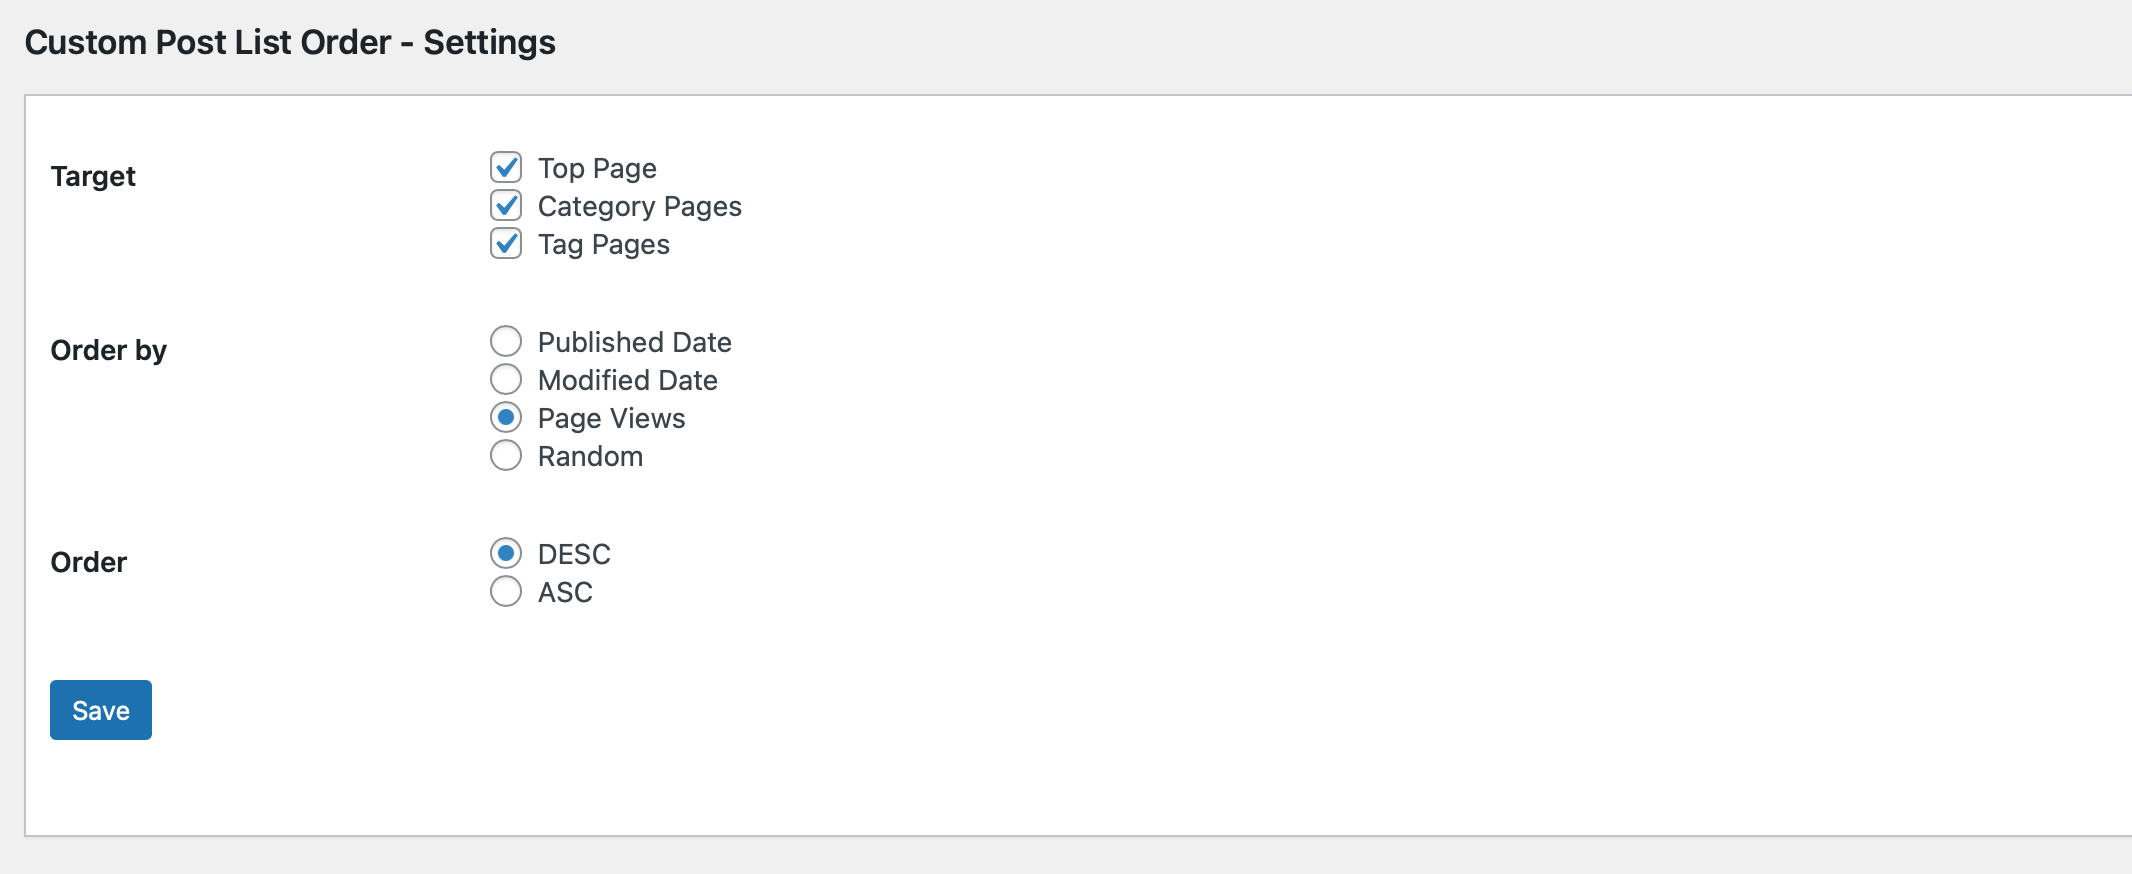 Custom Post List Order - Settings
Target
Top Page
Category Pages
Tag Pages
Order by
Published Date
Modified Date
Page Views
Random
Order
DESC
ASC
Save